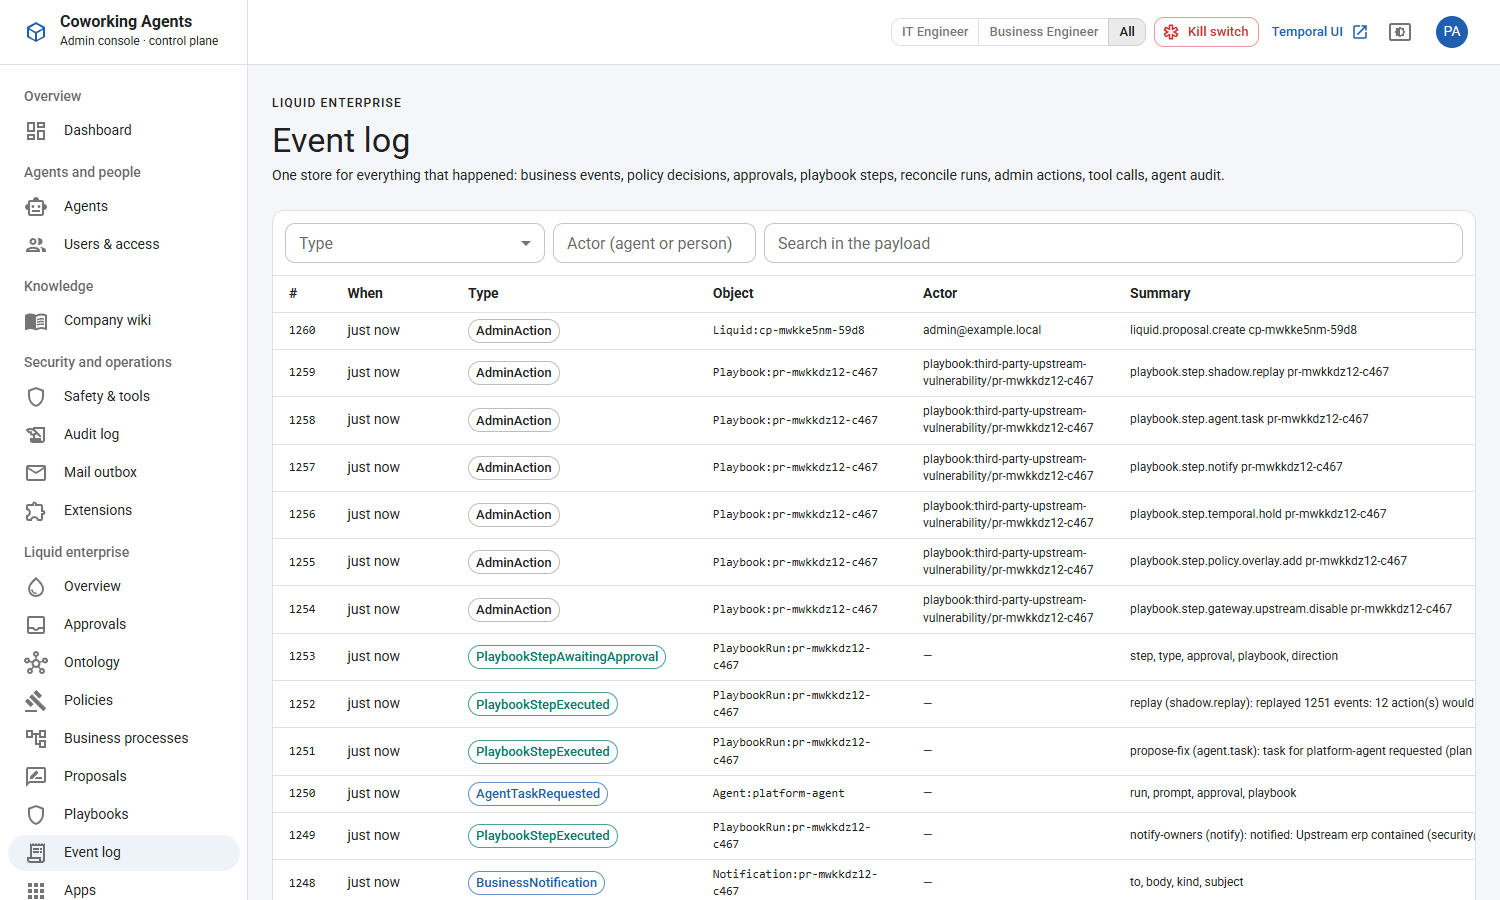 Coworking Agents
Admin console · control plane
IT Engineer
Business Engineer
All
Kill switch
Temporal UI
PA
Overview
Dashboard
Agents and people
Agents
Users & access
Knowledge
Company wiki
Security and operations
Safety & tools
Audit log
Mail outbox
Extensions
Liquid enterprise
Overview
Approvals
Ontology
Policies
Business processes
Proposals
Playbooks
Event log
Apps
LIQUID ENTERPRISE
Event log
One store for everything that happened: business events, policy decisions, approvals, playbook steps, reconcile runs, admin actions, tool calls, agent audit.
Type
Actor (agent or person)
Search in the payload
# When Type Object Actor Summary
1260 just now AdminAction Liquid:cp-mwkke5nm-59d8 admin@example.local liquid.proposal.create cp-mwkke5nm-59d8
1259 just now AdminAction Playbook:pr-mwkkdz12-c467 playbook:third-party-upstream-
vulnerability/pr-mwkkdz12-c467 playbook.step.shadow.replay pr-mwkkdz12-c467
1258 just now AdminAction Playbook:pr-mwkkdz12-c467 playbook:third-party-upstream-
vulnerability/pr-mwkkdz12-c467 playbook.step.agent.task pr-mwkkdz12-c467
1257 just now AdminAction Playbook:pr-mwkkdz12-c467 playbook:third-party-upstream-
vulnerability/pr-mwkkdz12-c467 playbook.step.notify pr-mwkkdz12-c467
1256 just now AdminAction Playbook:pr-mwkkdz12-c467 playbook:third-party-upstream-
vulnerability/pr-mwkkdz12-c467 playbook.step.temporal.hold pr-mwkkdz12-c467
1255 just now AdminAction Playbook:pr-mwkkdz12-c467 playbook:third-party-upstream-
vulnerability/pr-mwkkdz12-c467 playbook.step.policy.overlay.add pr-mwkkdz12-c467
1254 just now AdminAction Playbook:pr-mwkkdz12-c467 playbook:third-party-upstream-
vulnerability/pr-mwkkdz12-c467 playbook.step.gateway.upstream.disable pr-mwkkdz12-c467
1253 just now PlaybookStepAwaitingApproval PlaybookRun:pr-mwkkdz12-
c467 — step, type, approval, playbook, direction
1252 just now PlaybookStepExecuted PlaybookRun:pr-mwkkdz12-
c467 — replay (shadow.replay): replayed 1251 events: 12 action(s) would
1251 just now PlaybookStepExecuted PlaybookRun:pr-mwkkdz12-
c467 — propose-fix (agent.task): task for platform-agent requested (plan
1250 just now AgentTaskRequested Agent:platform-agent — run, prompt, approval, playbook
1249 just now PlaybookStepExecuted PlaybookRun:pr-mwkkdz12-
c467 — notify-owners (notify): notified: Upstream erp contained (security@
1248 just now BusinessNotification Notification:pr-mwkkdz12-
c467 — to, body, kind, subject